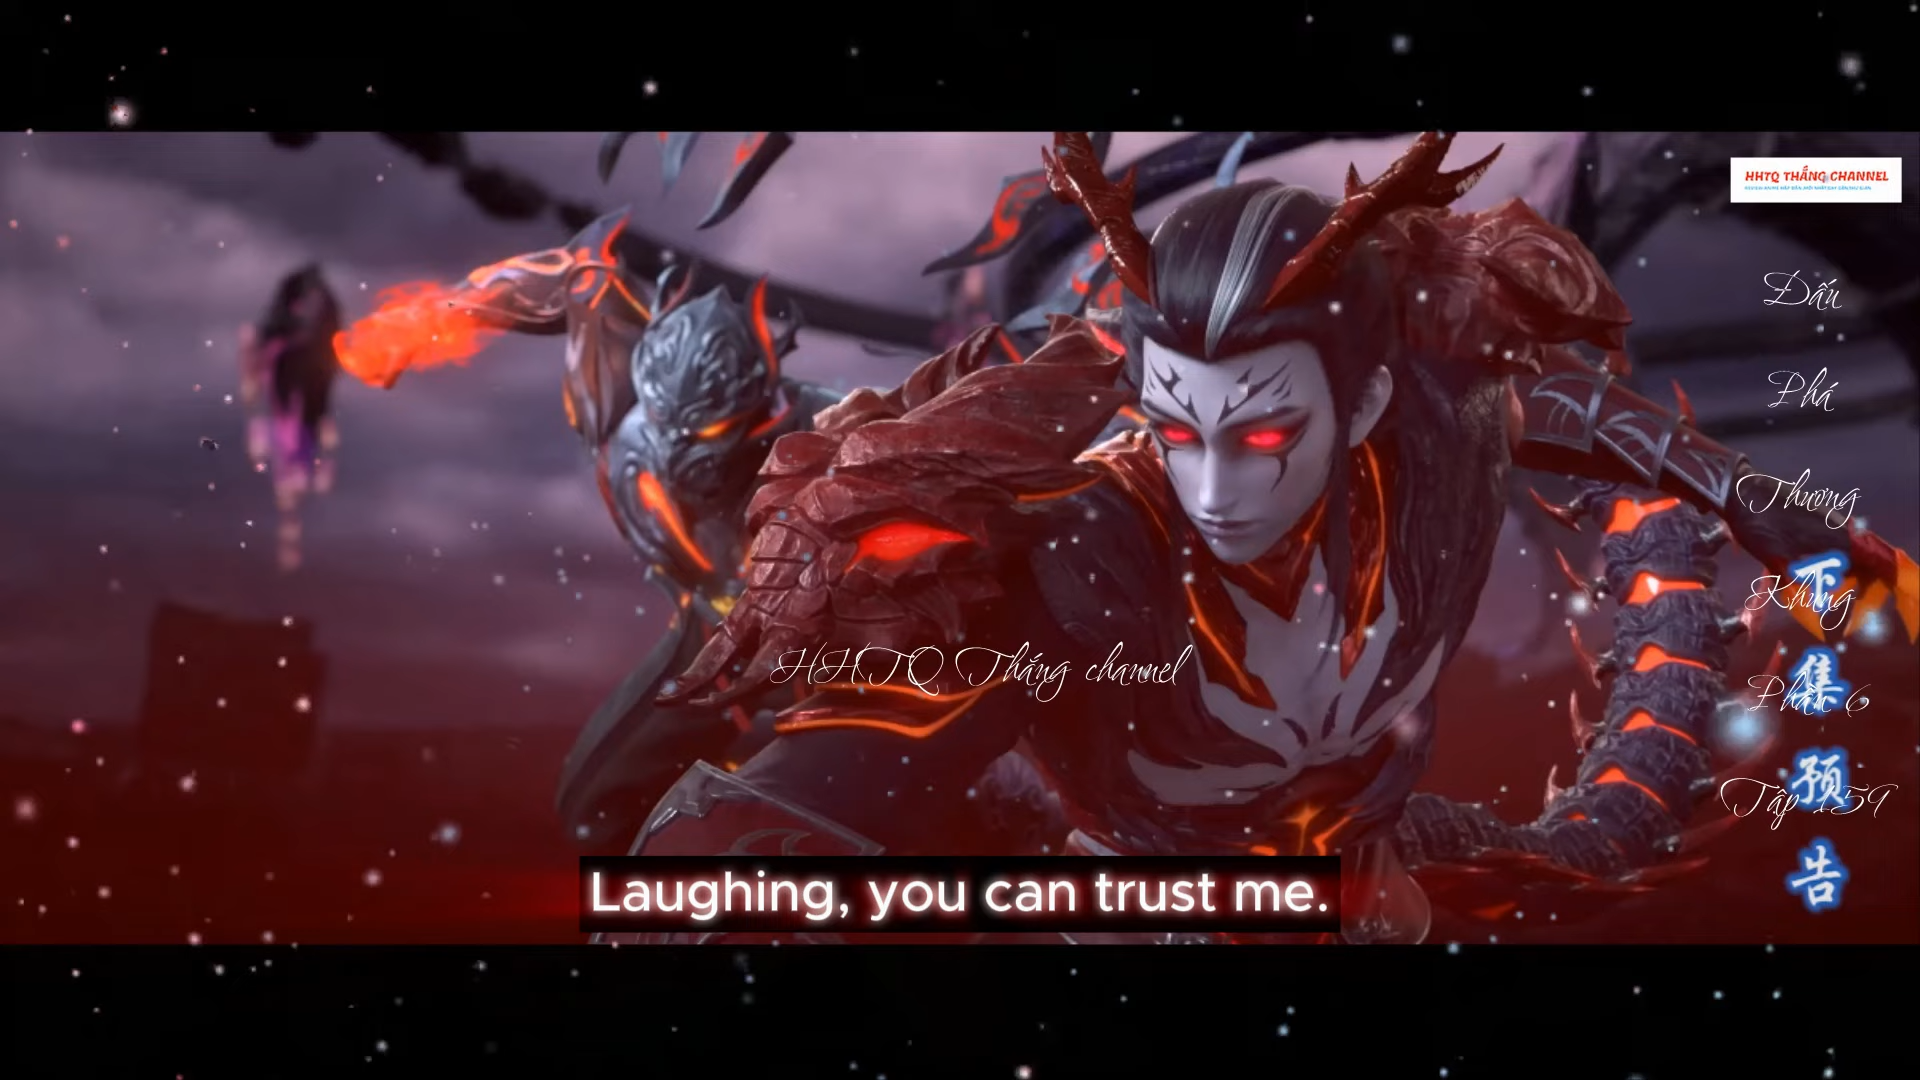 HHTQ THẮNG CHANNEL
Đấu
Phá
Thương
Khung
Phần 6
Tập 159
下集预告
HHTQ Thắng channel
Laughing, you can trust me.